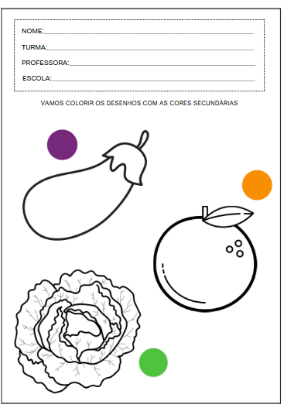 NOME:
TURMA:
PROFESSORA:
ESCOLA:
VAMOS COLORIR OS DESENHOS COM AS CORES SECUNDÁRIAS